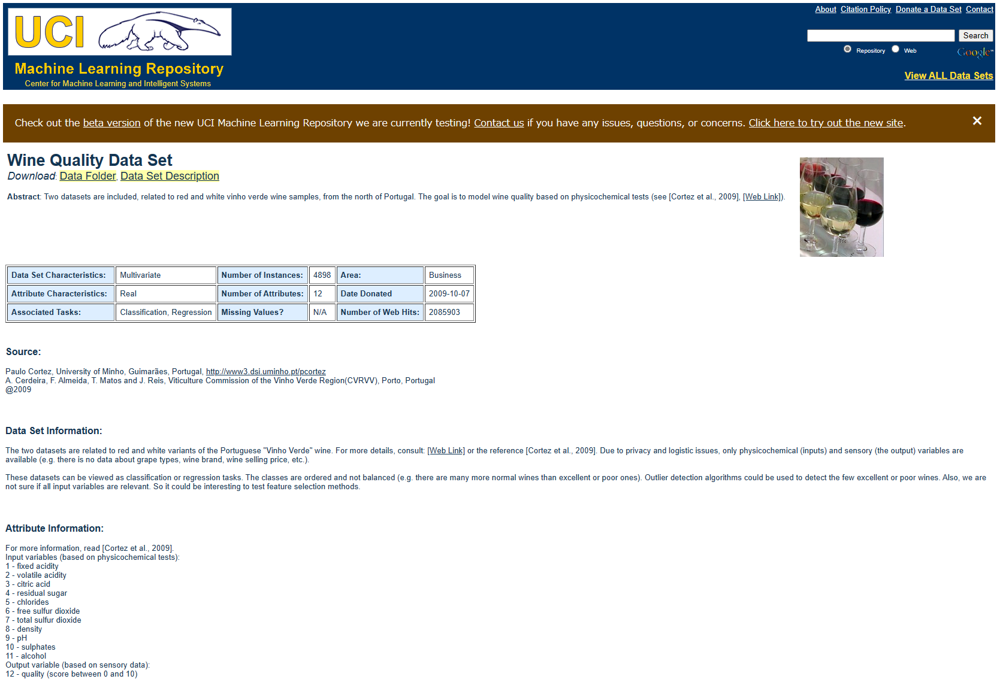 UCI
Machine Learning Repository
Center for Machine Learning and Intelligent Systems
About Citation Policy Donate a Data Set Contact
Search
Repository Web Google™
View ALL Data Sets
Check out the beta version of the new UCI Machine Learning Repository we are currently testing! Contact us if you have any issues, questions, or concerns. Click here to try out the new site. ×
Wine Quality Data Set
Download: Data Folder, Data Set Description
Abstract: Two datasets are included, related to red and white vinho verde wine samples, from the north of Portugal. The goal is to model wine quality based on physicochemical tests (see [Cortez et al., 2009], [Web Link]).
Data Set Characteristics: Multivariate Number of Instances: 4898 Area: Business
Attribute Characteristics: Real Number of Attributes: 12 Date Donated 2009-10-07
Associated Tasks: Classification, Regression Missing Values? N/A Number of Web Hits: 2085903
Source:
Paulo Cortez, University of Minho, Guimarães, Portugal, http://www3.dsi.uminho.pt/pcortez
A. Cerdeira, F. Almeida, T. Matos and J. Reis, Viticulture Commission of the Vinho Verde Region(CVRVV), Porto, Portugal
@2009
Data Set Information:
The two datasets are related to red and white variants of the Portuguese "Vinho Verde" wine. For more details, consult: [Web Link] or the reference [Cortez et al., 2009]. Due to privacy and logistic issues, only physicochemical (inputs) and sensory (the output) variables are
available (e.g. there is no data about grape types, wine brand, wine selling price, etc.).
These datasets can be viewed as classification or regression tasks. The classes are ordered and not balanced (e.g. there are many more normal wines than excellent or poor ones). Outlier detection algorithms could be used to detect the few excellent or poor wines. Also, we are
not sure if all input variables are relevant. So it could be interesting to test feature selection methods.
Attribute Information:
For more information, read [Cortez et al., 2009].
Input variables (based on physicochemical tests):
1 - fixed acidity
2 - volatile acidity
3 - citric acid
4 - residual sugar
5 - chlorides
6 - free sulfur dioxide
7 - total sulfur dioxide
8 - density
9 - pH
10 - sulphates
11 - alcohol
Output variable (based on sensory data):
12 - quality (score between 0 and 10)